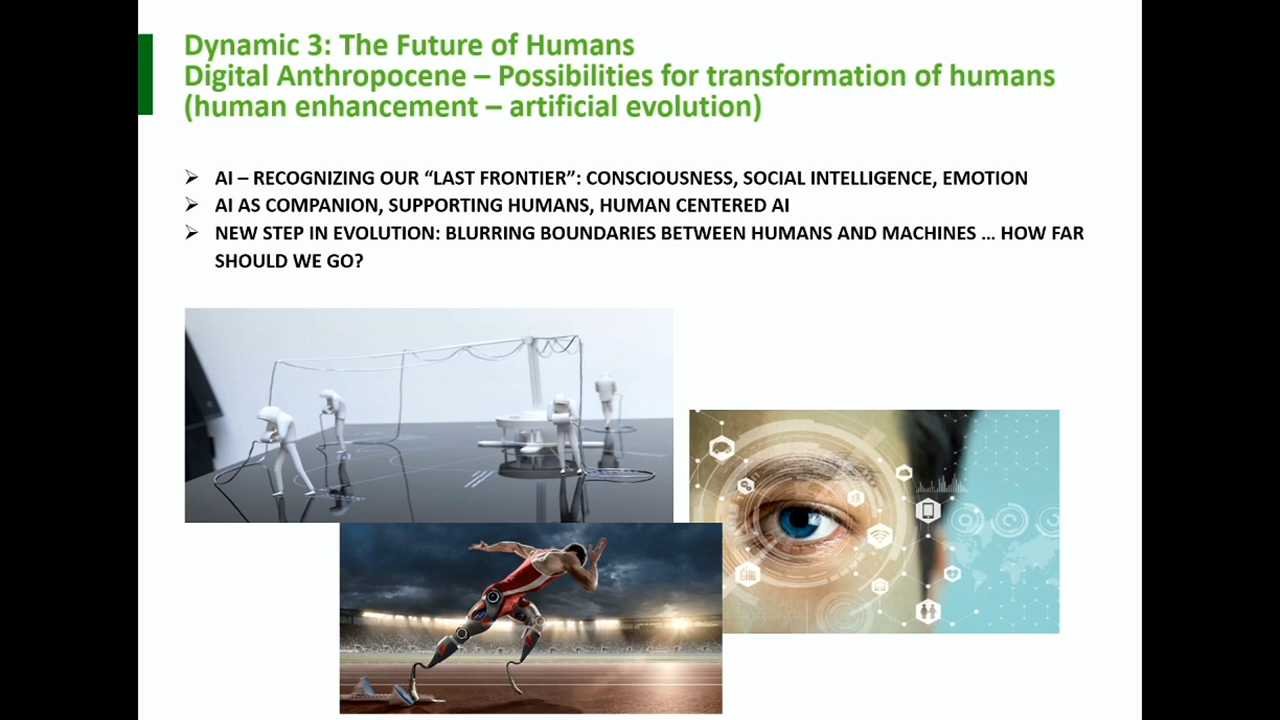 Dynamic 3: The Future of Humans
Digital Anthropocene – Possibilities for transformation of humans
(human enhancement – artificial evolution)
➢ AI – RECOGNIZING OUR “LAST FRONTIER”: CONSCIOUSNESS, SOCIAL INTELLIGENCE, EMOTION
➢ AI AS COMPANION, SUPPORTING HUMANS, HUMAN CENTERED AI
➢ NEW STEP IN EVOLUTION: BLURRING BOUNDARIES BETWEEN HUMANS AND MACHINES … HOW FAR
SHOULD WE GO?